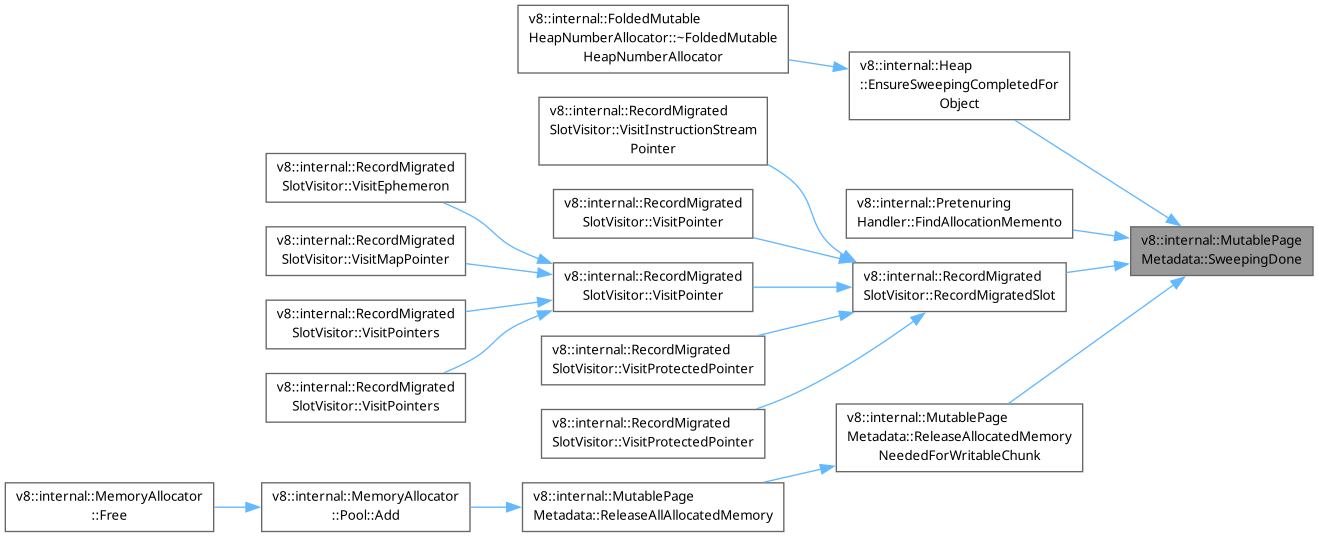 v8::internal::FoldedMutable
HeapNumberAllocator::~FoldedMutable
HeapNumberAllocator
v8::internal::Heap
::EnsureSweepingCompletedFor
Object
v8::internal::RecordMigrated
SlotVisitor::VisitInstructionStream
Pointer
v8::internal::RecordMigrated
SlotVisitor::VisitEphemeron
v8::internal::RecordMigrated
SlotVisitor::VisitPointer
v8::internal::Pretenuring
Handler::FindAllocationMemento
v8::internal::MutablePage
Metadata::SweepingDone
v8::internal::RecordMigrated
SlotVisitor::VisitMapPointer
v8::internal::RecordMigrated
SlotVisitor::VisitPointer
v8::internal::RecordMigrated
SlotVisitor::RecordMigratedSlot
v8::internal::RecordMigrated
SlotVisitor::VisitPointers
v8::internal::RecordMigrated
SlotVisitor::VisitProtectedPointer
v8::internal::RecordMigrated
SlotVisitor::VisitPointers
v8::internal::RecordMigrated
SlotVisitor::VisitProtectedPointer
v8::internal::MutablePage
Metadata::ReleaseAllocatedMemory
NeededForWritableChunk
v8::internal::MemoryAllocator
::Free
v8::internal::MemoryAllocator
::Pool::Add
v8::internal::MutablePage
Metadata::ReleaseAllAllocatedMemory